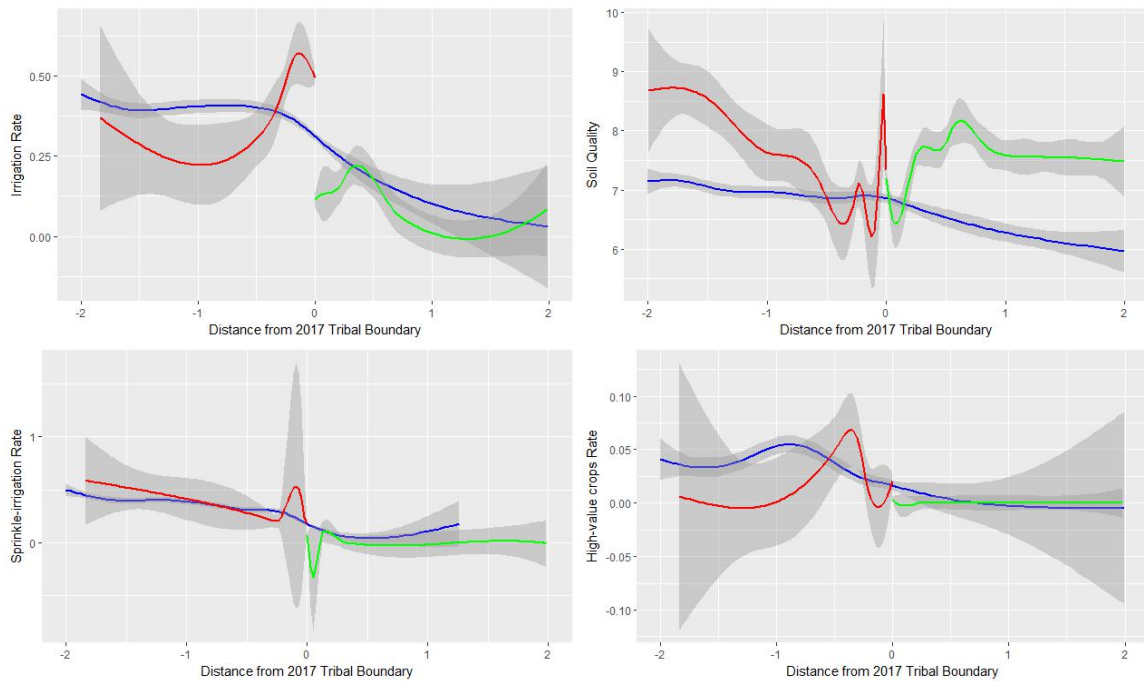 Irrigation Rate
0.50
0.25
0.00
-2 -1 0 1 2
Distance from 2017 Tribal Boundary
Soil Quality
10
9
8
7
6
-2 -1 0 1 2
Distance from 2017 Tribal Boundary
Sprinkle-irrigation Rate
1
0
-2 -1 0 1 2
Distance from 2017 Tribal Boundary
High-value crops Rate
0.10
0.05
0.00
-0.05
-0.10
-2 -1 0 1 2
Distance from 2017 Tribal Boundary